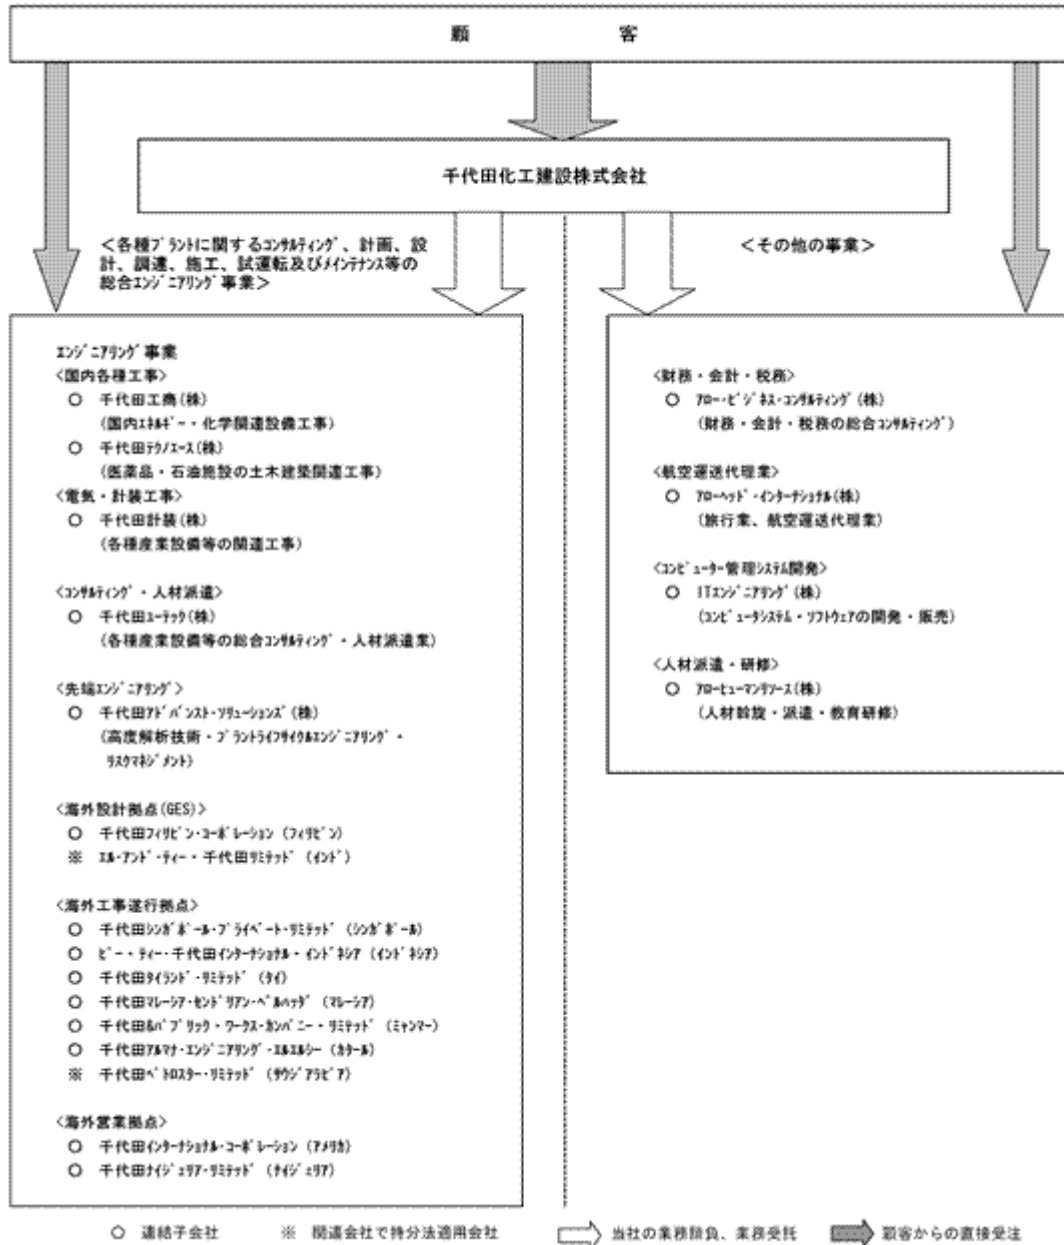 顧 客
千代田化工建設株式会社
＜各種プラントに関するコンサルティング、計画、設
計、調達、施工、試運転及びメインテナンス等の
総合エンジニアリング事業＞
＜その他の事業＞
エンジニアリング事業
<国内各種工事>
○ 千代田工商(株)
(国内エネルギー・化学関連設備工事)
○ 千代田テクノエース(株)
(医薬品・石油施設の土木建築関連工事)
<電気・計装工事>
○ 千代田計装(株)
(各種産業設備等の関連工事)
<コンサルティング・人材派遣>
○ 千代田ユーテック(株)
(各種産業設備等の総合コンサルティング・人材派遣業)
<先端エンジニアリング>
○ 千代田アドバンスト・ソリューションズ(株)
(高度解析技術・プラントライフサイクルエンジニアリング・
リスクマネジメント)
<海外設計拠点(GES)>
○ 千代田フィリピン・コーポレーション (フィリピン)
※ エル・アンド・ティー・千代田リミテッド (インド)
<海外工事遂行拠点>
○ 千代田シンガポール・プライベート・リミテッド (シンガポール)
○ ピー・ティー・千代田インターナショナル・インドネシア (インドネシア)
○ 千代田タイランド・リミテッド (タイ)
○ 千代田マレーシア・センドリアン・ベルハッダ (マレーシア)
○ 千代田&パブリック・ワークス・カンパニー・リミテッド (ミャンマー)
○ 千代田アルマナ・エンジニアリング・エルエルシー (カタール)
※ 千代田ペトロスター・リミテッド (サウジアラビア)
<海外営業拠点>
○ 千代田インターナショナル・コーポレーション (アメリカ)
○ 千代田ナイジェリア・リミテッド (ナイジェリア)
<財務・会計・税務>
○ アロー・ビジネス・コンサルティング(株)
(財務・会計・税務の総合コンサルティング)
<航空運送代理業>
○ アローヘッド・インターナショナル(株)
(旅行業、航空運送代理業)
<コンピューター管理システム開発>
○ ITエンジニアリング(株)
(コンピュータシステム・ソフトウェアの開発・販売)
<人材派遣・研修>
○ アローヒューマンリソース(株)
(人材斡旋・派遣・教育研修)
○ 連結子会社 ※ 関連会社で持分法適用会社 当社の業務請負、業務受託 顧客からの直接受注